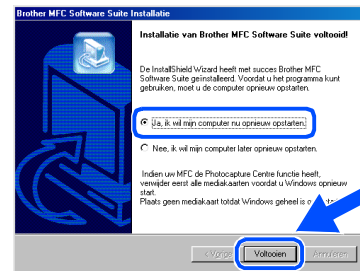 Brother MFC Software Suite Installatie
Installatie van Brother MFC Software Suite voltooid!
De InstallShield Wizard heeft met succes Brother MFC
Software Suite geïnstalleerd. Voordat u het programma kunt
gebruiken, moet u de computer opnieuw opstarten.
Ja, ik wil mijn computer nu opnieuw opstarten.
Nee, ik wil mijn computer later opnieuw opstarten.
Indien uw MFC de Photocapture Centre functie heeft,
verwijder eerst alle mediakaarten voordat u Windows opnieuw
start.
Plaats geen mediakaart totdat Windows geheel is
< Vorige Voltooien Annuleren